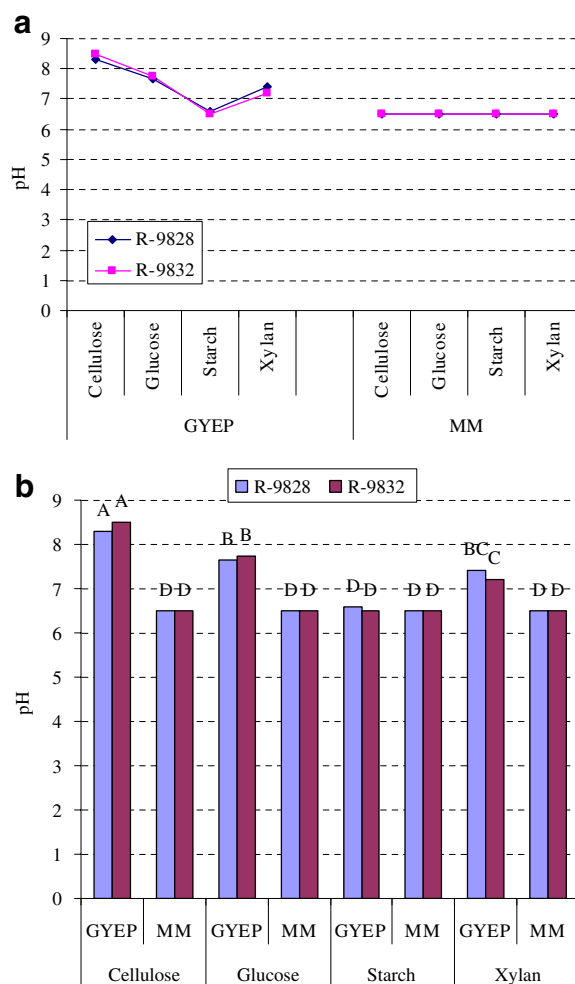 a
9
8
7
6
5
4
3
2
1
0
pH
R-9828
R-9832
Cellulose
Glucose
Starch
Xylan
Cellulose
Glucose
Starch
Xylan
GYEP
MM
b
R-9828
R-9832
9
8
7
6
5
4
3
2
1
0
pH
A A
D D
B B
D D
D D
D D
BC C
D D
GYEP MM GYEP MM GYEP MM GYEP MM
Cellulose Glucose Starch Xylan